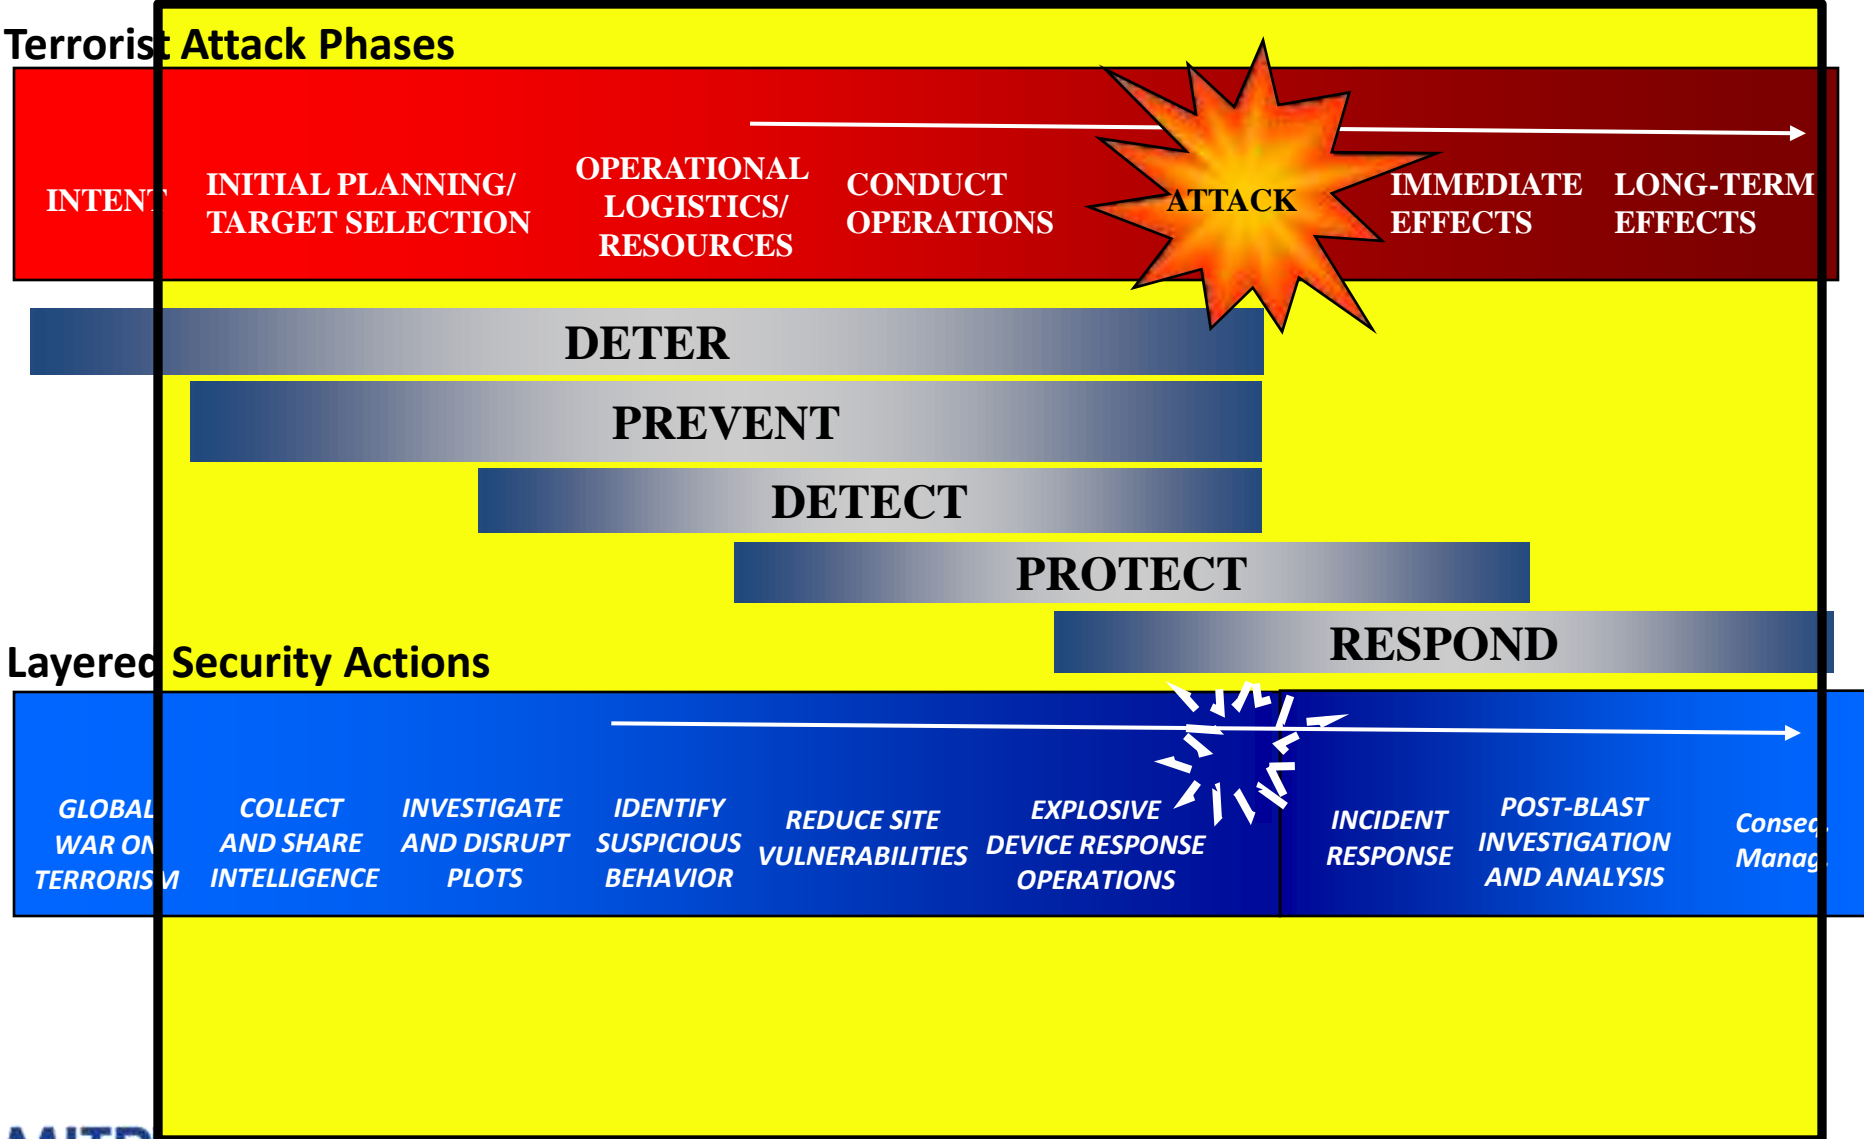 Terrorist Attack Phases
INTENT
INITIAL PLANNING/
TARGET SELECTION
OPERATIONAL
LOGISTICS/
RESOURCES
CONDUCT
OPERATIONS
ATTACK
IMMEDIATE
EFFECTS
LONG-TERM
EFFECTS
DETER
PREVENT
DETECT
PROTECT
RESPOND
Layered Security Actions
GLOBAL
WAR ON
TERRORISM
COLLECT
AND SHARE
INTELLIGENCE
INVESTIGATE
AND DISRUPT
PLOTS
IDENTIFY
SUSPICIOUS
BEHAVIOR
REDUCE SITE
VULNERABILITIES
EXPLOSIVE
DEVICE RESPONSE
OPERATIONS
INCIDENT
RESPONSE
POST-BLAST
INVESTIGATION
AND ANALYSIS
Conseq.
Manag.